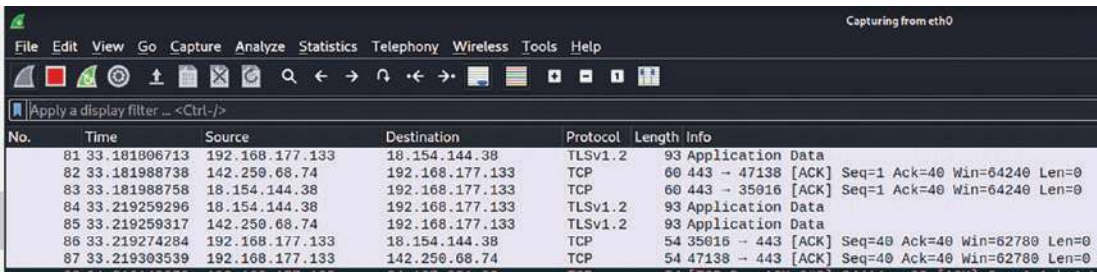 Capturing from eth0
File Edit View Go Capture Analyze Statistics Telephony Wireless Tools Help
Apply a display filter ... <Ctrl-/>
No. Time Source Destination Protocol Length Info
81 33.181806713 192.168.177.133 18.154.144.38 TLSv1.2 93 Application Data
82 33.181988738 142.250.68.74 192.168.177.133 TCP 60 443 → 47138 [ACK] Seq=1 Ack=40 Win=64240 Len=0
83 33.181988758 18.154.144.38 192.168.177.133 TCP 60 443 → 35016 [ACK] Seq=1 Ack=40 Win=64240 Len=0
84 33.219259296 18.154.144.38 192.168.177.133 TLSv1.2 93 Application Data
85 33.219259317 142.250.68.74 192.168.177.133 TLSv1.2 93 Application Data
86 33.219274284 192.168.177.133 18.154.144.38 TCP 54 35016 → 443 [ACK] Seq=40 Ack=40 Win=62780 Len=0
87 33.219303539 192.168.177.133 142.250.68.74 TCP 54 47138 → 443 [ACK] Seq=40 Ack=40 Win=62780 Len=0